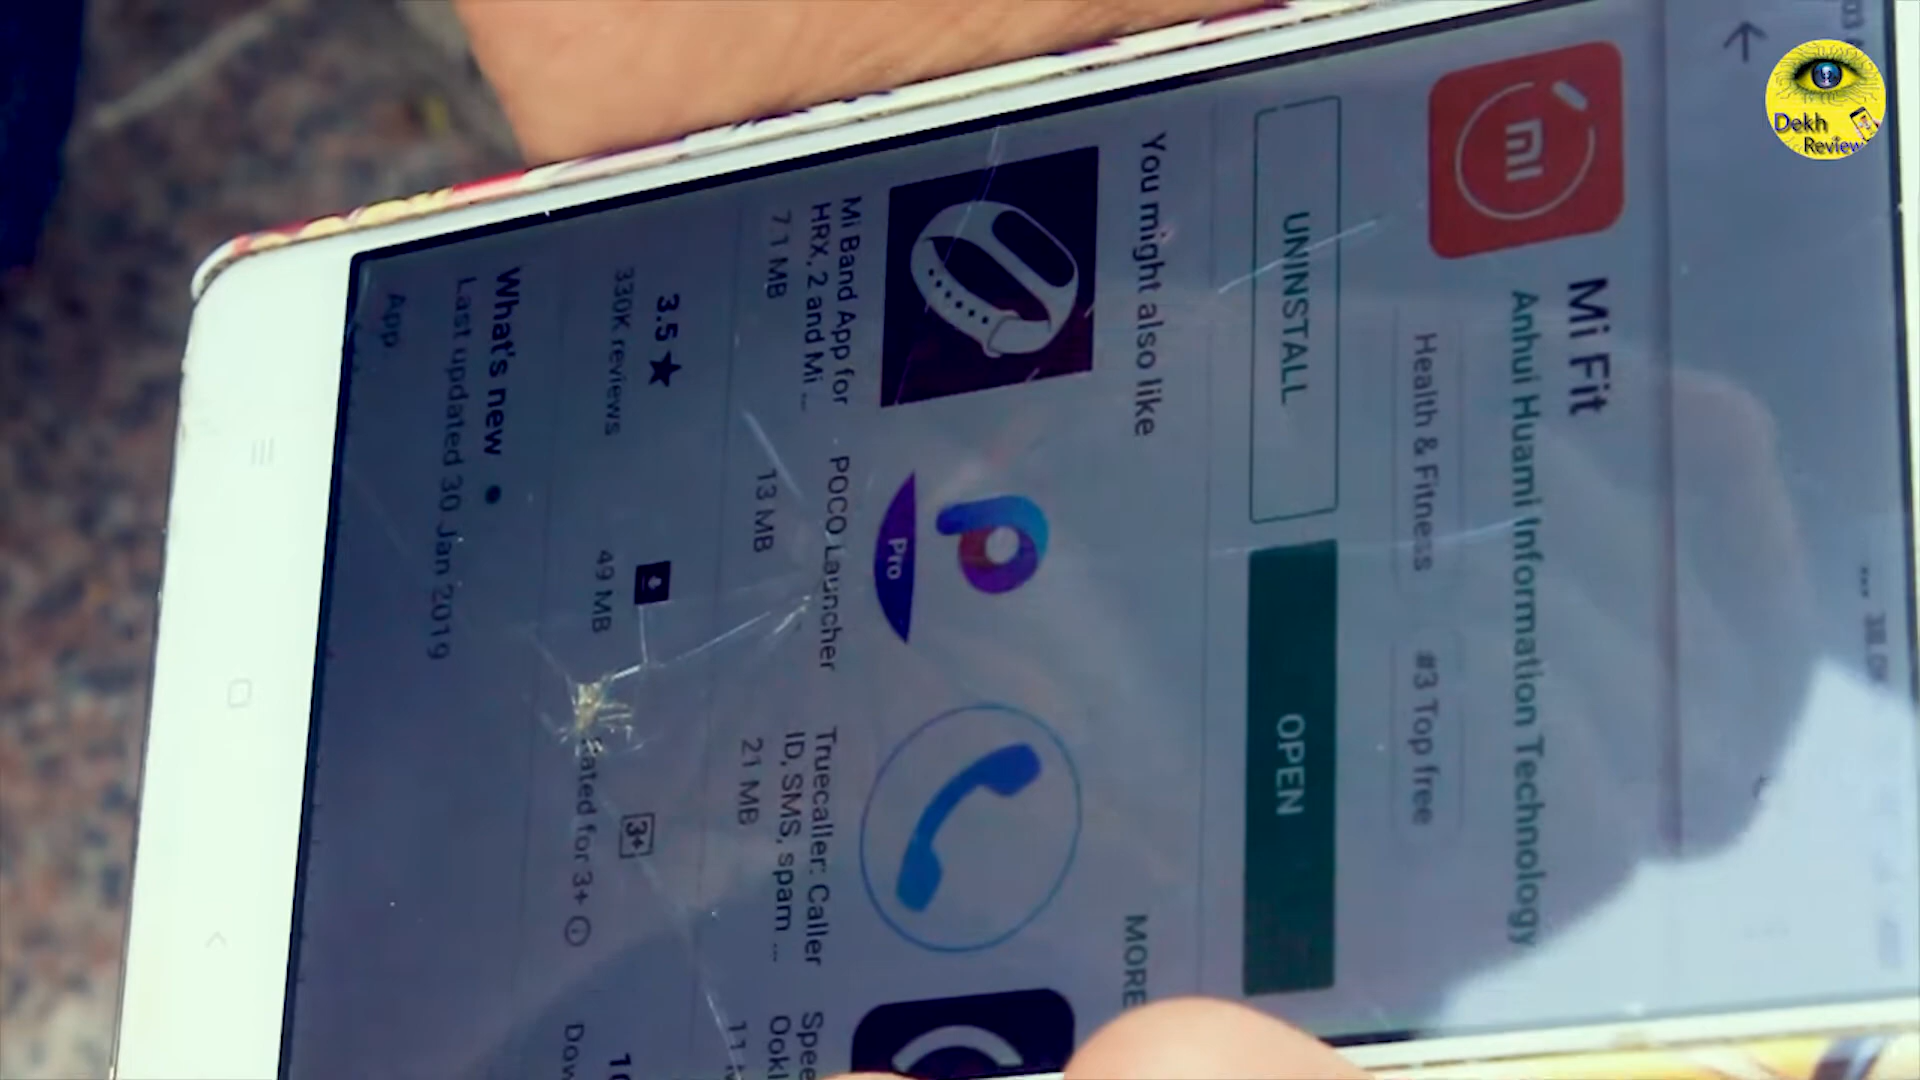 Mi Fit
Anhui Huami Information Technology
Health & Fitness
#3 Top free
UNINSTALL
OPEN
You might also like
MORE
Mi Band App for
HRX, 2 and Mi ...
7.1 MB
Pro
POCO Launcher
13 MB
Truecaller: Caller
ID, SMS, spam ...
21 MB
3.5 ★
330K reviews
49 MB
3+
Rated for 3+
What's new
Last updated 30 Jan 2019
App
Dekh
Review